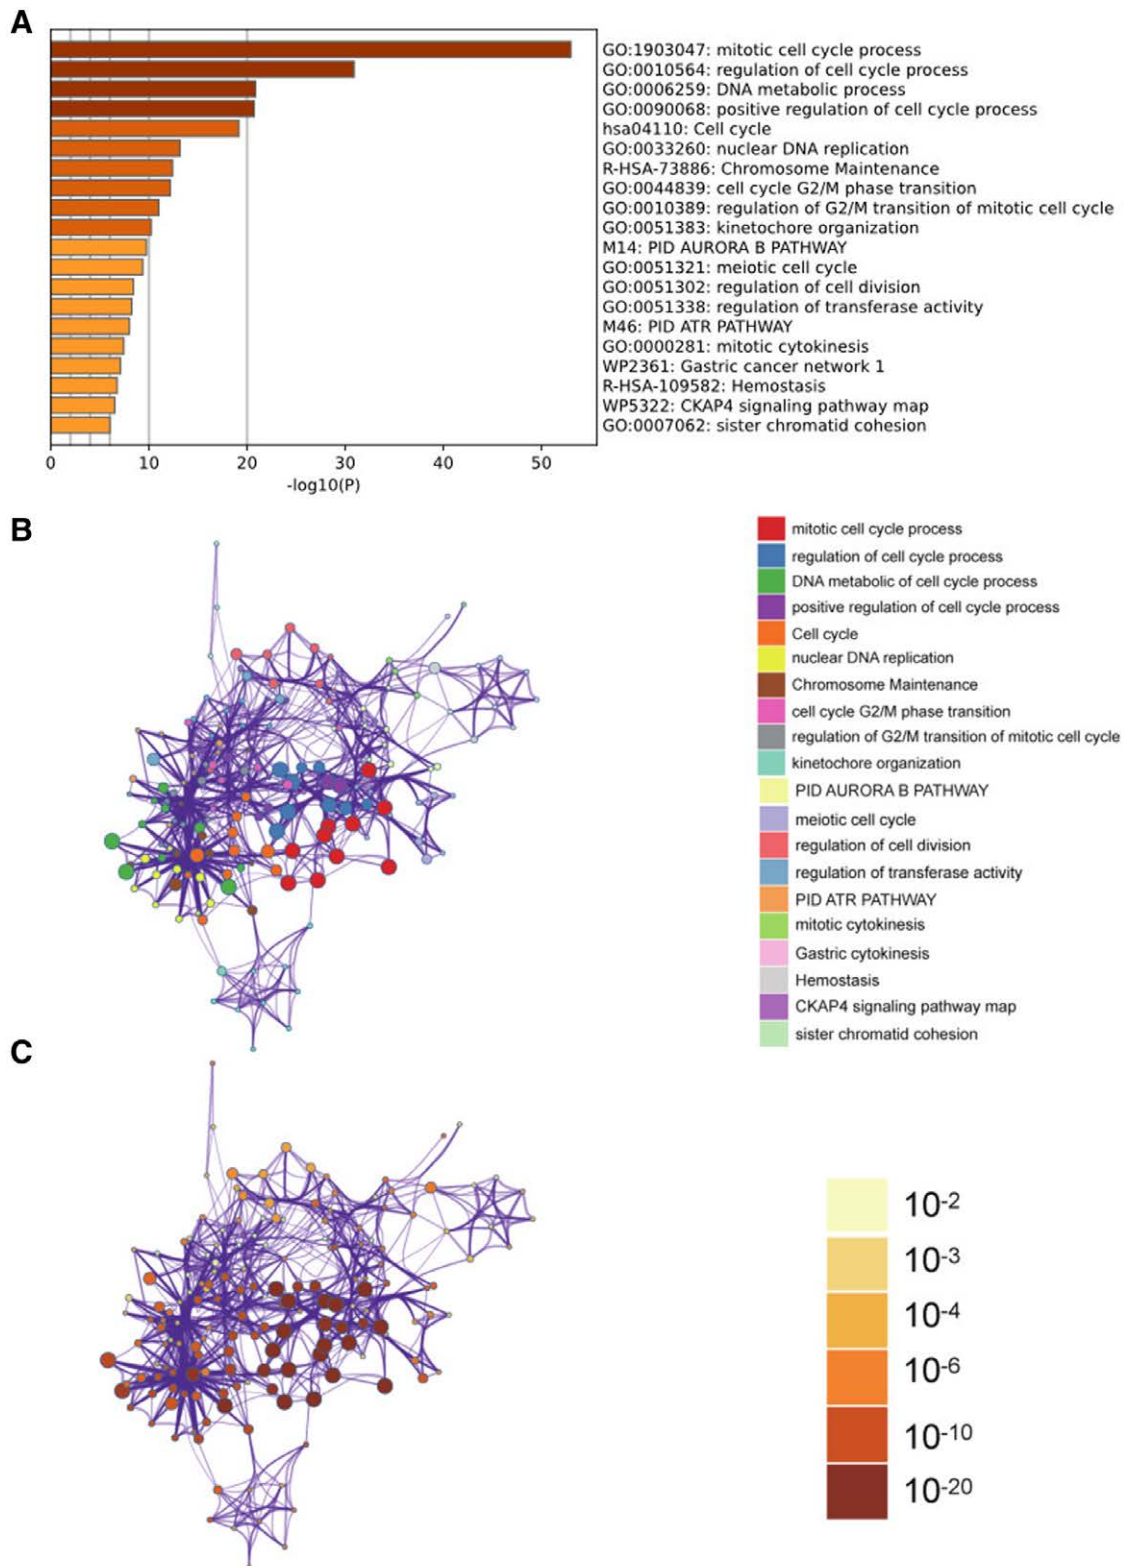 A
GO:1903047: mitotic cell cycle process
GO:0010564: regulation of cell cycle process
GO:0006259: DNA metabolic process
GO:0090068: positive regulation of cell cycle process
hsa04110: Cell cycle
GO:0033260: nuclear DNA replication
R-HSA-73886: Chromosome Maintenance
GO:0044839: cell cycle G2/M phase transition
GO:0010389: regulation of G2/M transition of mitotic cell cycle
GO:0051383: kinetochore organization
M14: PID AURORA B PATHWAY
GO:0051321: meiotic cell cycle
GO:0051302: regulation of cell division
GO:0051338: regulation of transferase activity
M46: PID ATR PATHWAY
GO:0000281: mitotic cytokinesis
WP2361: Gastric cancer network 1
R-HSA-109582: Hemostasis
WP5322: CKAP4 signaling pathway map
GO:0007062: sister chromatid cohesion
0 10 20 30 40 50
-log10(P)
B
mitotic cell cycle process
regulation of cell cycle process
DNA metabolic of cell cycle process
positive regulation of cell cycle process
Cell cycle
nuclear DNA replication
Chromosome Maintenance
cell cycle G2/M phase transition
regulation of G2/M transition of mitotic cell cycle
kinetochore organization
PID AURORA B PATHWAY
meiotic cell cycle
regulation of cell division
regulation of transferase activity
PID ATR PATHWAY
mitotic cytokinesis
Gastric cytokinesis
Hemostasis
CKAP4 signaling pathway map
sister chromatid cohesion
C
10-2
10-3
10-4
10-6
10-10
10-20